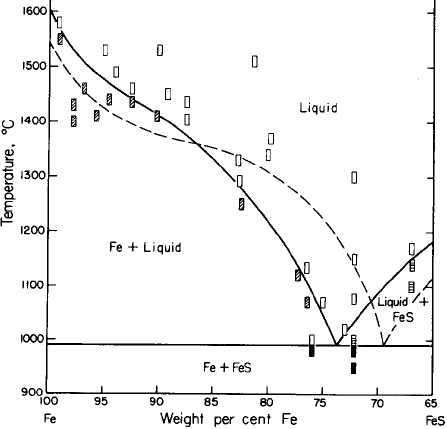 1600
1500
1400
1300
1200
1100
1000
900
Temperature, °C
Liquid
Fe + Liquid
Liquid +
FeS
Fe + FeS
100 95 90 85 80 75 70 65
Fe Weight per cent Fe FeS